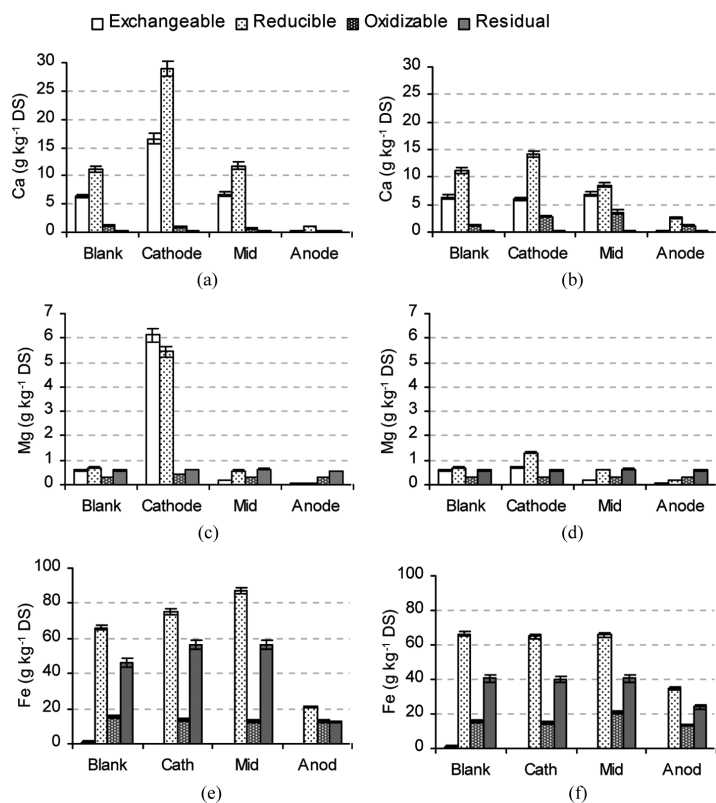 Exchangeable Reducible Oxidizable Residual
Ca (g kg-1 DS)
30
25
20
15
10
5
0
Blank Cathode Mid Anode
(a)
Ca (g kg-1 DS)
30
25
20
15
10
5
0
Blank Cathode Mid Anode
(b)
Mg (g kg-1 DS)
7
6
5
4
3
2
1
0
Blank Cathode Mid Anode
(c)
Mg (g kg-1 DS)
7
6
5
4
3
2
1
0
Blank Cathode Mid Anode
(d)
Fe (g kg-1 DS)
100
80
60
40
20
0
Blank Cath Mid Anod
(e)
Fe (g kg-1 DS)
100
80
60
40
20
0
Blank Cath Mid Anod
(f)